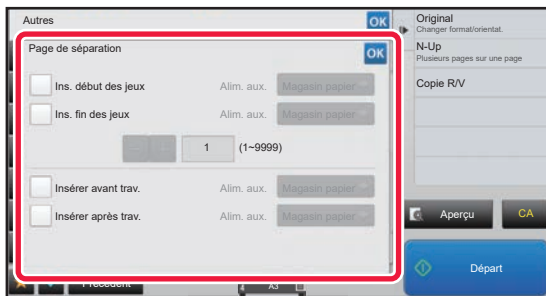 Autres
OK
Page de séparation
OK
Ins. début des jeux
Alim. aux.
Magasin papier
Ins. fin des jeux
Alim. aux.
Magasin papier
1
(1~9999)
Insérer avant trav.
Alim. aux.
Magasin papier
Insérer après trav.
Alim. aux.
Magasin papier
Précédent
A3
Original
Changer format/orientat.
N-Up
Plusieurs pages sur une page
Copie R/V
Aperçu
CA
Départ